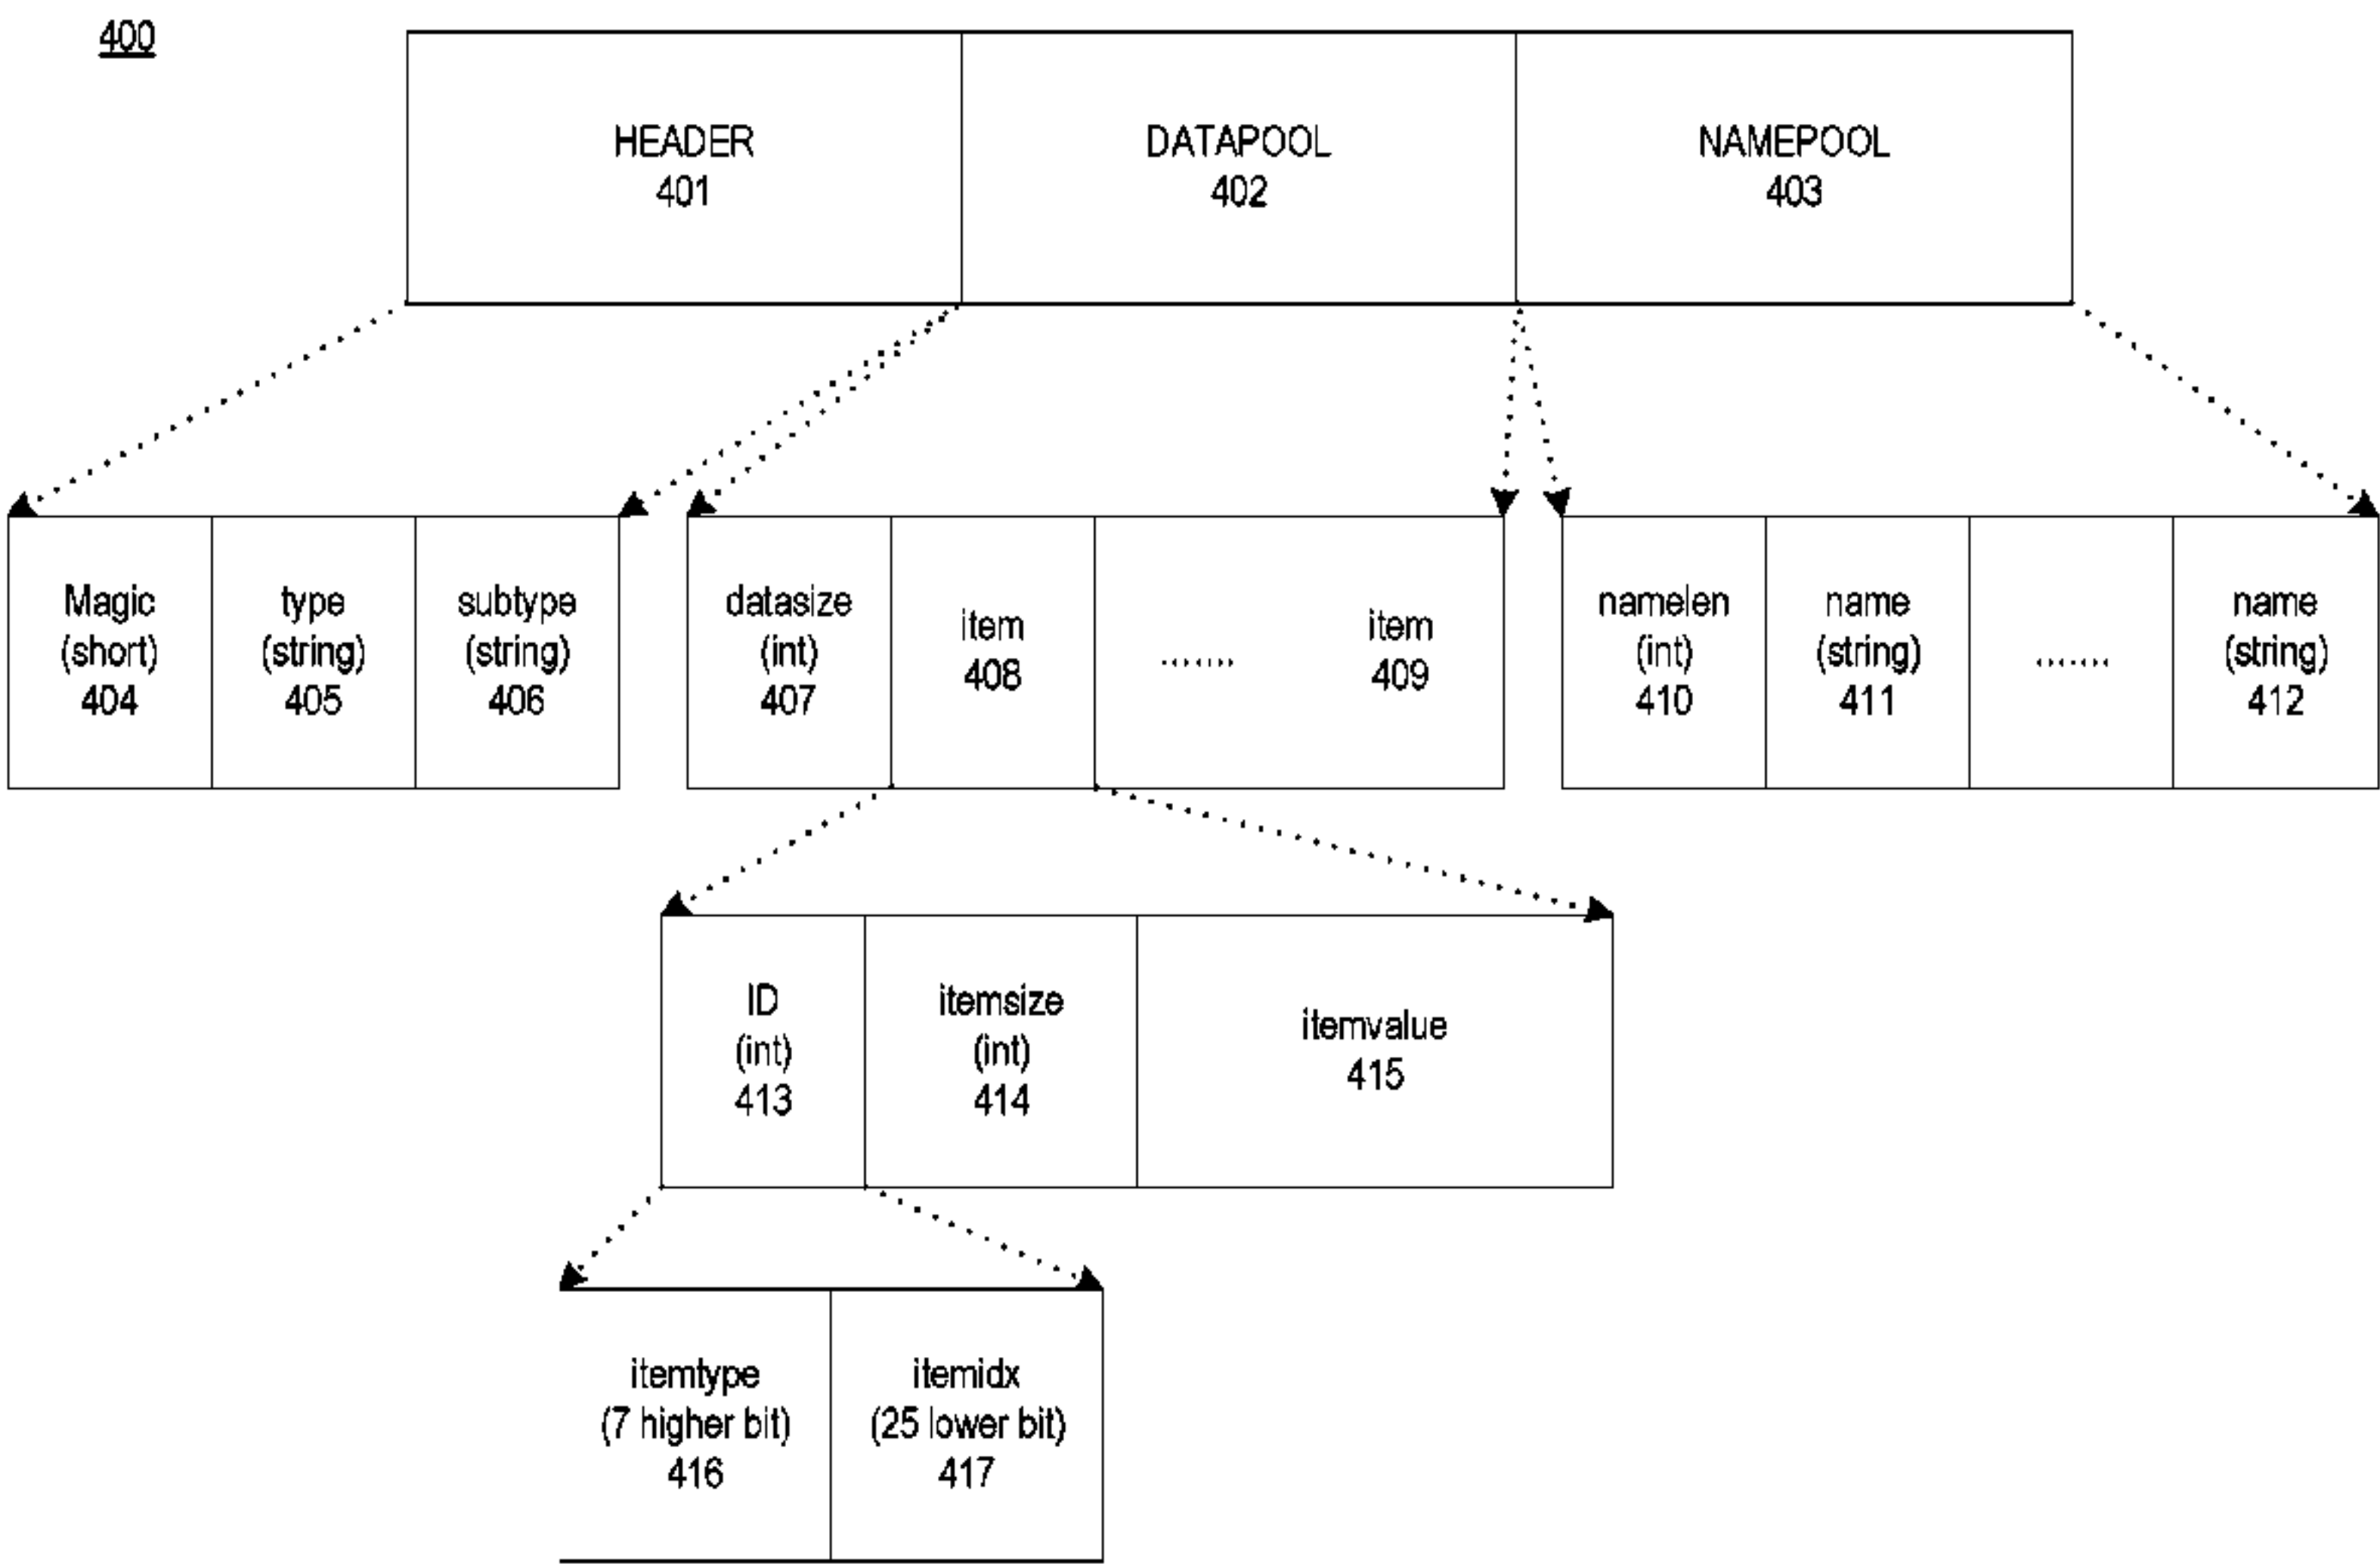 400
HEADER
401
DATAPOOL
402
NAMEPOOL
403
Magic
(short)
404
type
(string)
405
subtype
(string)
406
datasize
(int)
407
item
408
.......
item
409
namelen
(int)
410
name
(string)
411
.......
name
(string)
412
ID
(int)
413
itemsize
(int)
414
itemvalue
415
itemtype
(7 higher bit)
416
itemidx
(25 lower bit)
417